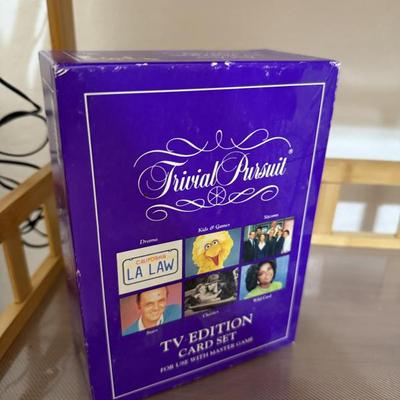 Trivial Pursuit®
Drama
Kids & Games
Sitcoms
CALIFORNIA
LA LAW
Stars
Classics
Wild Card
TV EDITION
CARD SET
FOR USE WITH MASTER GAME